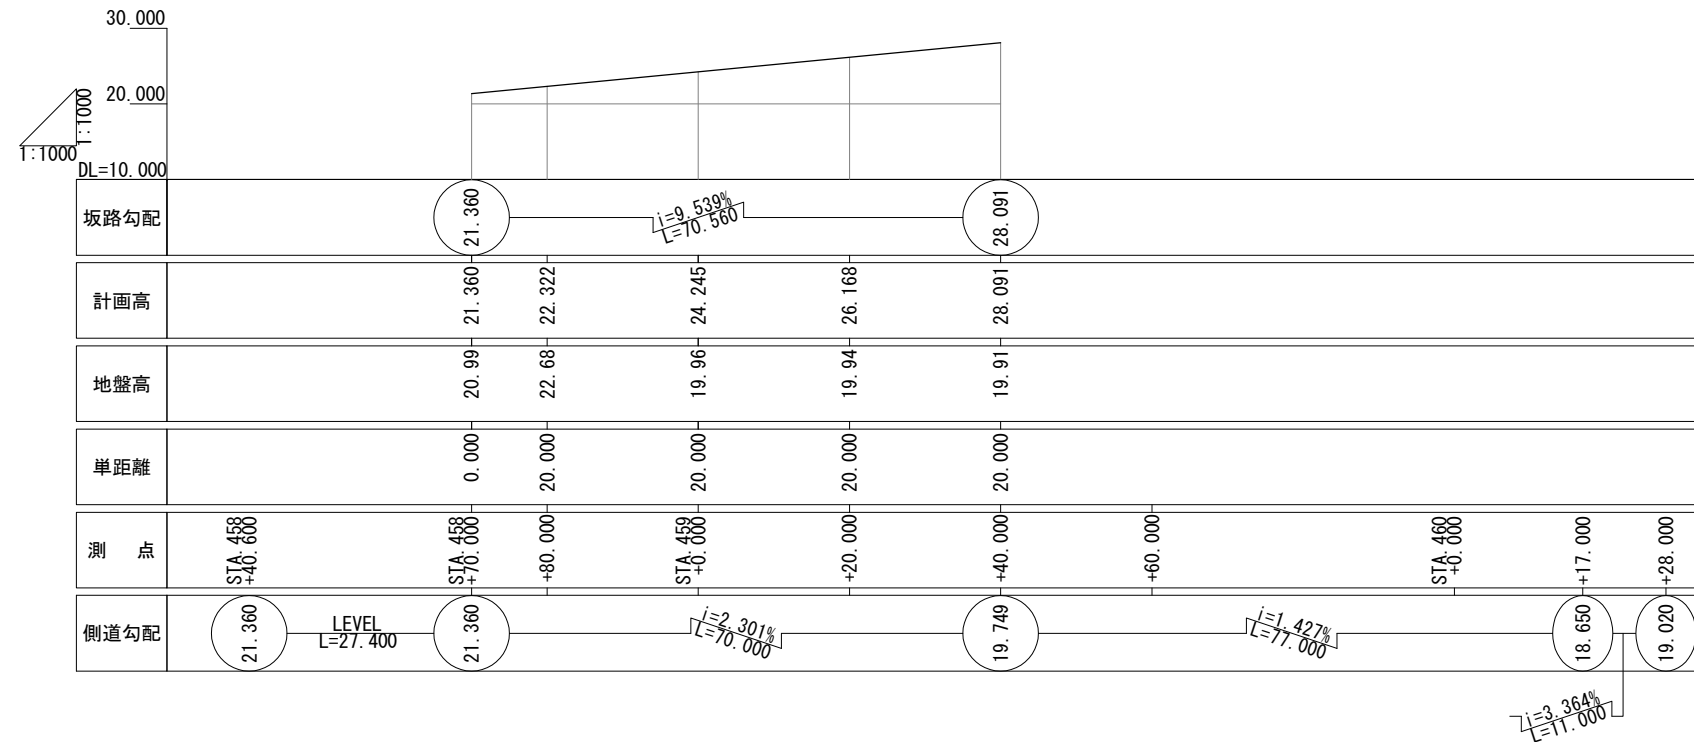 30.000
20.000
DL=10.000
1:1000
1:1000
坂路勾配
21.360
i=9.539%
L=70.560
28.091
計画高
21.360
22.322
24.245
26.168
28.091
地盤高
20.99
22.68
19.96
19.94
19.91
単距離
0.000
20.000
20.000
20.000
20.000
測 点
STA.458
+40.600
STA.458
+70.000
+80.000
STA.459
+0.000
+20.000
+40.000
+60.000
STA.460
+0.000
+17.000
+28.000
側道勾配
21.360
LEVEL
L=27.400
21.360
i=2.301%
L=70.000
19.749
i=1.427%
L=77.000
18.650
19.020
i=3.364%
L=11.000